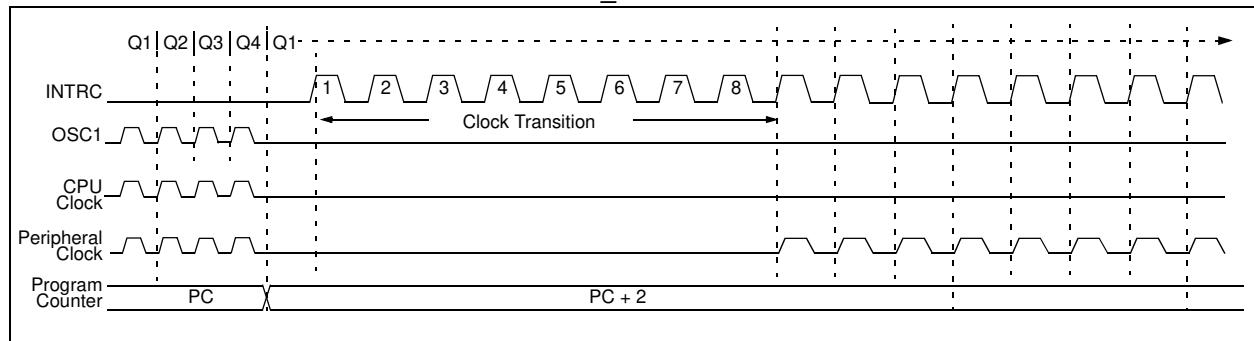 Q1 Q2 Q3 Q4 Q1
INTRC
1 2 3 4 5 6 7 8
Clock Transition
OSC1
CPU
Clock
Peripheral
Clock
Program
Counter
PC
PC + 2